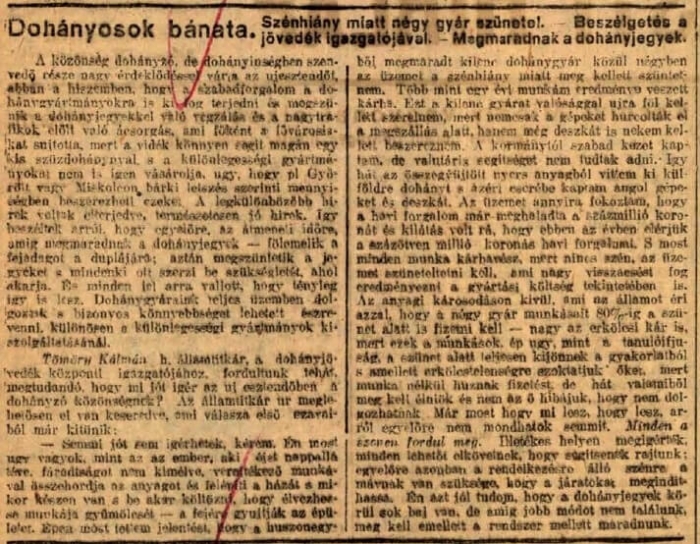 Dohányosok bánata. Szénhiány miatt négy gyár szünetel. – Beszélgetés a
jövedék igazgatójával. – Megmaradnak a dohányjegyek.
A közönség dohányzó, de dohányinségben szen-
vedő része nagy érdeklődéssel várja az ujesztendőt,
abban a hiszemben, hogy a szabadforgalom a do-
hánygyártmányokra is ki fog terjedni és megszü-
nik a dohányjegyekkel való vegzálás és a nagytra-
fikok előtt való ácsorgás, ami főként a fővárosia-
kat sujtotta, mert a vidék könnyen segit magán egy
kis szüzdohánnyal s a különlegességi gyártmá-
nyokat nem is igen vásárolja, ugy, hogy pl Győ-
rött vagy Miskolcon bárki tetszés szerinti mennyi-
ségben beszerezheti ezeket. A legkülönbözőbb hi-
rek voltak elterjedve, természetesen jó hirek. Igy
beszéltek arról, hogy egyelőre, az átmeneti időre,
amig megmaradnak a dohányjegyek — fölemelik a
fejadagot a duplájára; aztán megszüntetik a je-
gyeket s mindenki ott szerzi be szükségletét, ahol
akarja. És minden jel arra vallott, hogy tényleg
igy is lesz. Dohánygyáraink teljes üzemben dol-
goztak s bizonyos könnyebbséget lehetett észre-
venni, különösen a különlegességi gyártmányok ki-
szolgáltatásánál.
Tömöry Kálmán h. államtitkár, a dohányjö-
vedék központi igazgatójához, fordultunk tehát,
megtudandó, hogy mi jót igér az uj esztendőben a
dohányzó közönségnek? Az államtitkár ur megle-
hetősen el van keseredve, ami válasza első szavai-
ból már kitünik:
— Semmi jót sem igérhetek, kérem. Én most
ugy vagyok, mint az az ember, aki éjet nappallá
téve, fáradtságot nem kimélve, verejtékező munká-
val összehordja az anyagot és felépiti a házát s mi-
kor készen van s be akar költözni, hogy élvezhes-
se munkája gyümölcsét — a fejére gyujtják az épü-
letet. Éppen most tettem jelentést, hogy a huszonegy-
ből megmaradt kilenc dohánygyár közül négyben
az üzemet a szénhiány miatt meg kellett szüntet-
nem. Több mint egy évi munkám eredménye veszett
kárba. Ezt a kilenc gyárat valósággal ujra föl kel-
lett szerelnem, mert nemcsak a gépeket hurcolták el
a megszállás alatt, hanem még deszkát is nekem kel-
lett beszereznem. A kormánytól szabad kezet kap-
tam, de valutáris segitséget nem tudtak adni. Igy
hát az összegyüjtött nyers anyagból vittem ki kül-
földre dohányt s azért cserébe kaptam angol gépe-
ket és deszkát. Az üzemet annyira fokoztam, hogy
a havi forgalom már meghaladta a százmillió koro-
nát és kilátás volt rá, hogy ebben az évben elérjük
a százötven millió koronás havi forgalmat. S most
minden munka kárbavész, mert nincs szén, az üze-
met szüneteltetni kell, ami nagy visszaesést fog
eredményezni a gyártási költség tekintetében is.
Az anyagi károsodáson kivül, ami az államot éri
azzal, hogy a négy gyár munkásait 80%-ig a szü-
net alatt is fizetni kell — nagy az erkölcsi kár is,
mert ezek a munkások, ép ugy, mint a tanulóifju-
ság, a szünet alatt teljesen kijönnek a gyakorlatból
s amellett erkölcstelenségre szoktatjuk őket, mert
munka nélkül huznak fizetést, de hát valamiből
meg kell élniök és nem az ő hibájuk, hogy nem dol-
gozhatnak. Már most hogy mi lesz, hogy lesz, ar-
ról egyelőre nem mondhatok semmit. Minden a
szenen fordul meg. Illetékes helyen megigérték,
minden lehetőt elkövetnek, hogy segitsenek rajtunk;
egyelőre azonban a rendelkezésre álló szénre a
mávnak van szüksége, hogy a járatokat megindit-
hassa. Én azt jól tudom, hogy a dohányjegyek kö-
rül sok baj van, de amig jobb módot nem találunk,
meg kell emellett a rendszer mellett maradnunk.